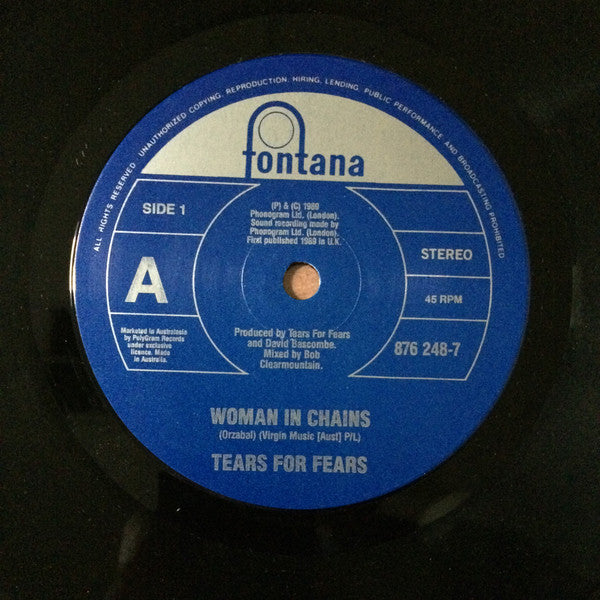 ALL RIGHTS RESERVED UNAUTHORIZED COPYING, REPRODUCTION, HIRING, LENDING, PUBLIC PERFORMANCE AND BROADCASTING PROHIBITED
fontana
SIDE 1
A
(P) & (C) 1989
Phonogram Ltd. (London).
Sound recording made by
Phonogram Ltd. (London).
First published 1989 in U.K.
STEREO
45 RPM
876 248-7
Marketed in Australasia
by PolyGram Records
under exclusive
licence. Made
in Australia.
Produced by Tears For Fears
and David Bascombe.
Mixed by Bob
Clearmountain.
WOMAN IN CHAINS
(Orzabal) (Virgin Music [Aust] P/L)
TEARS FOR FEARS